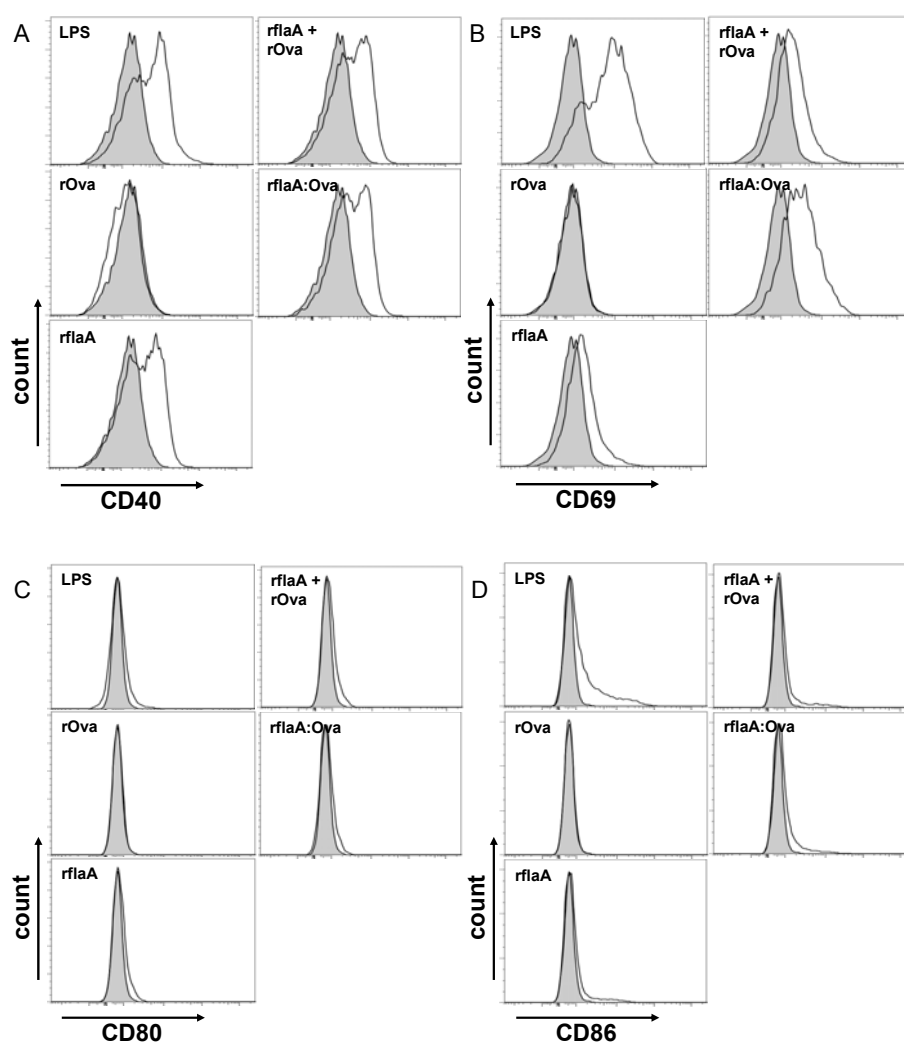 A
LPS
rflaA +
rOva
rOva
rflaA:Ova
rflaA
count
CD40
B
LPS
rflaA +
rOva
rOva
rflaA:Ova
rflaA
count
CD69
C
LPS
rflaA +
rOva
rOva
rflaA:Ova
rflaA
count
CD80
D
LPS
rflaA +
rOva
rOva
rflaA:Ova
rflaA
count
CD86